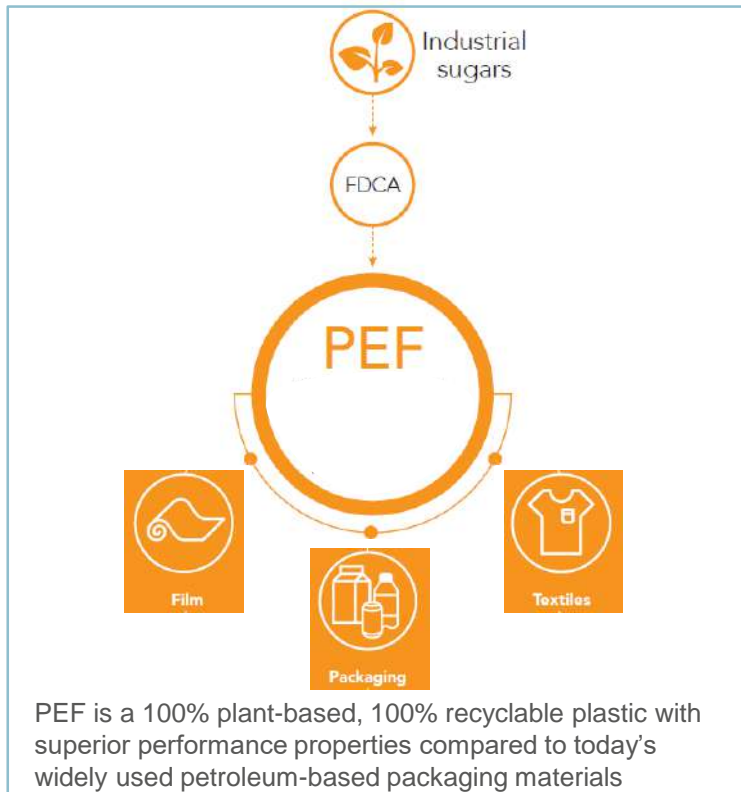 Industrial
sugars
FDCA
PEF
Film
Textiles
Packaging
PEF is a 100% plant-based, 100% recyclable plastic with
superior performance properties compared to today’s
widely used petroleum-based packaging materials